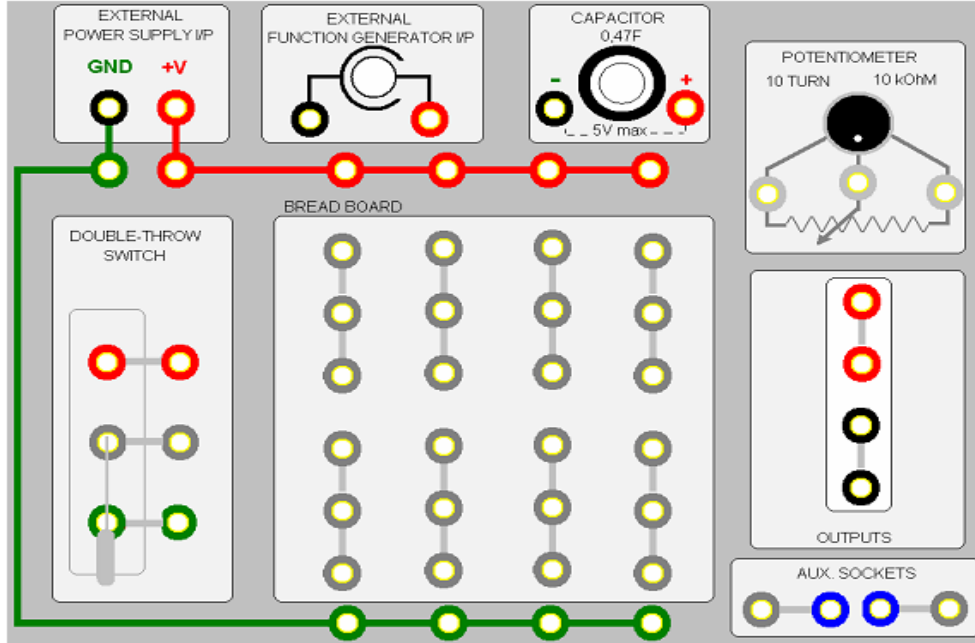 EXTERNAL
POWER SUPPLY I/P
GND +V
EXTERNAL
FUNCTION GENERATOR I/P
CAPACITOR
0,47F
- +
5V max
POTENTIOMETER
10 TURN 10 kOhM
DOUBLE-THROW
SWITCH
BREAD BOARD
OUTPUTS
AUX. SOCKETS